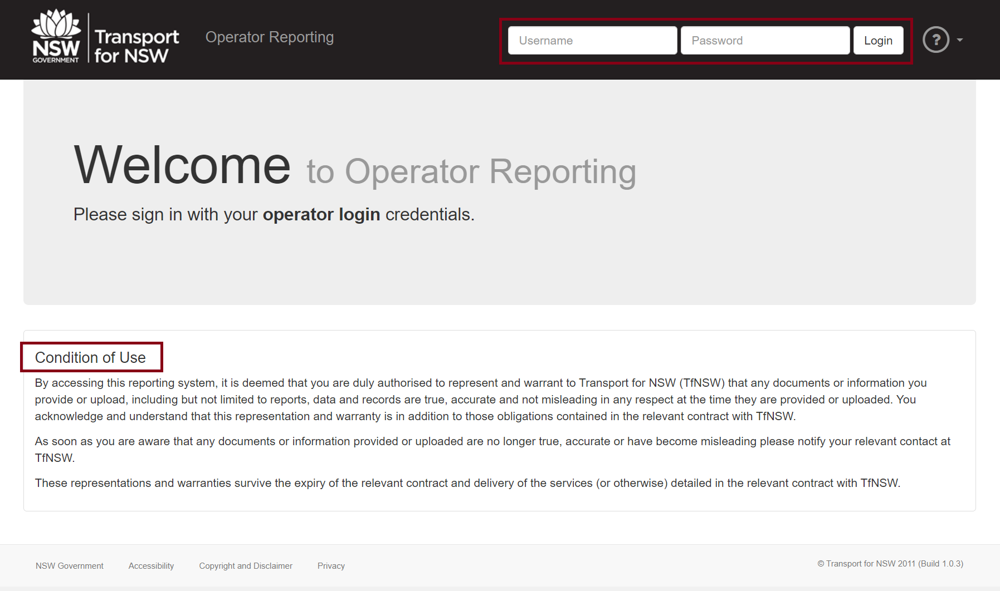 NSW
GOVERNMENT
Transport
for NSW
Operator Reporting
Username
Password
Login
?
Welcome to Operator Reporting
Please sign in with your operator login credentials.
Condition of Use
By accessing this reporting system, it is deemed that you are duly authorised to represent and warrant to Transport for NSW (TfNSW) that any documents or information you
provide or upload, including but not limited to reports, data and records are true, accurate and not misleading in any respect at the time they are provided or uploaded. You
acknowledge and understand that this representation and warranty is in addition to those obligations contained in the relevant contract with TfNSW.
As soon as you are aware that any documents or information provided or uploaded are no longer true, accurate or have become misleading please notify your relevant contact at
TfNSW.
These representations and warranties survive the expiry of the relevant contract and delivery of the services (or otherwise) detailed in the relevant contract with TfNSW.
NSW Government
Accessibility
Copyright and Disclaimer
Privacy
© Transport for NSW 2011 (Build 1.0.3)